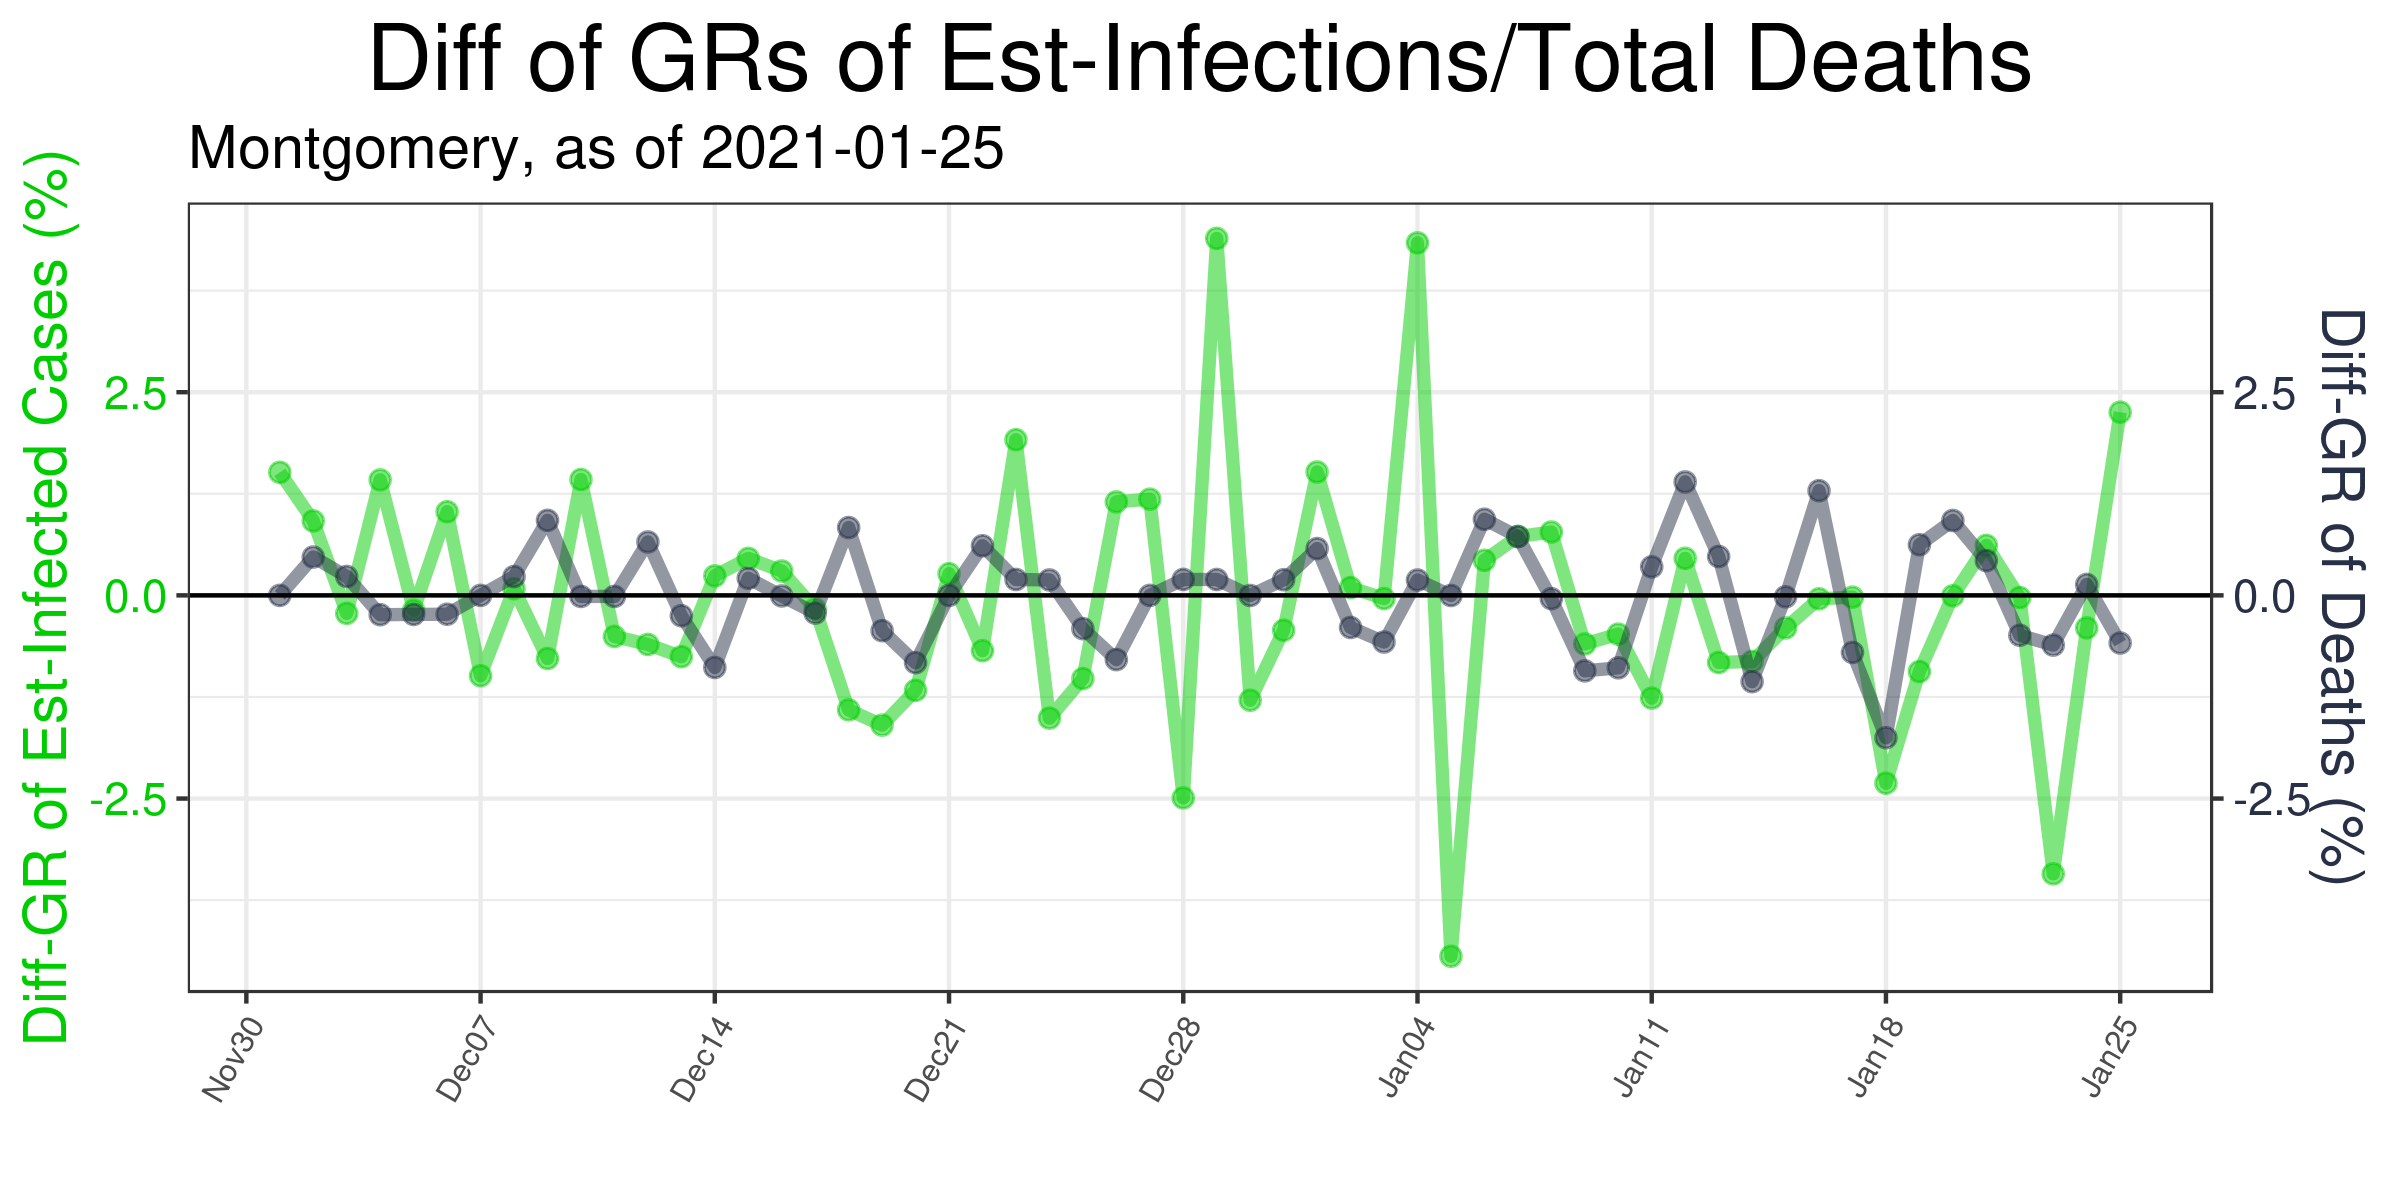 Diff of GRs of Est-Infections/Total Deaths
Montgomery, as of 2021-01-25
Diff-GR of Est-Infected Cases (%)
2.5
0.0
-2.5
2.5
0.0
-2.5
Diff-GR of Deaths (%)
Nov30
Dec07
Dec14
Dec21
Dec28
Jan04
Jan11
Jan18
Jan25